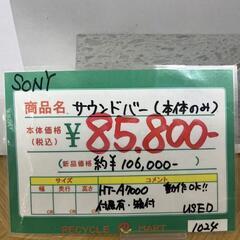 SONY
商品名 サウンドバー(本体のみ)
本体価格(税込) ¥85,800-
(新品価格 約¥106,000-)
サイズ コメント
幅 奥行 高さ HT-A7000 動作OK!!
付属有・箱付
USED
1024
RECYCLE MART